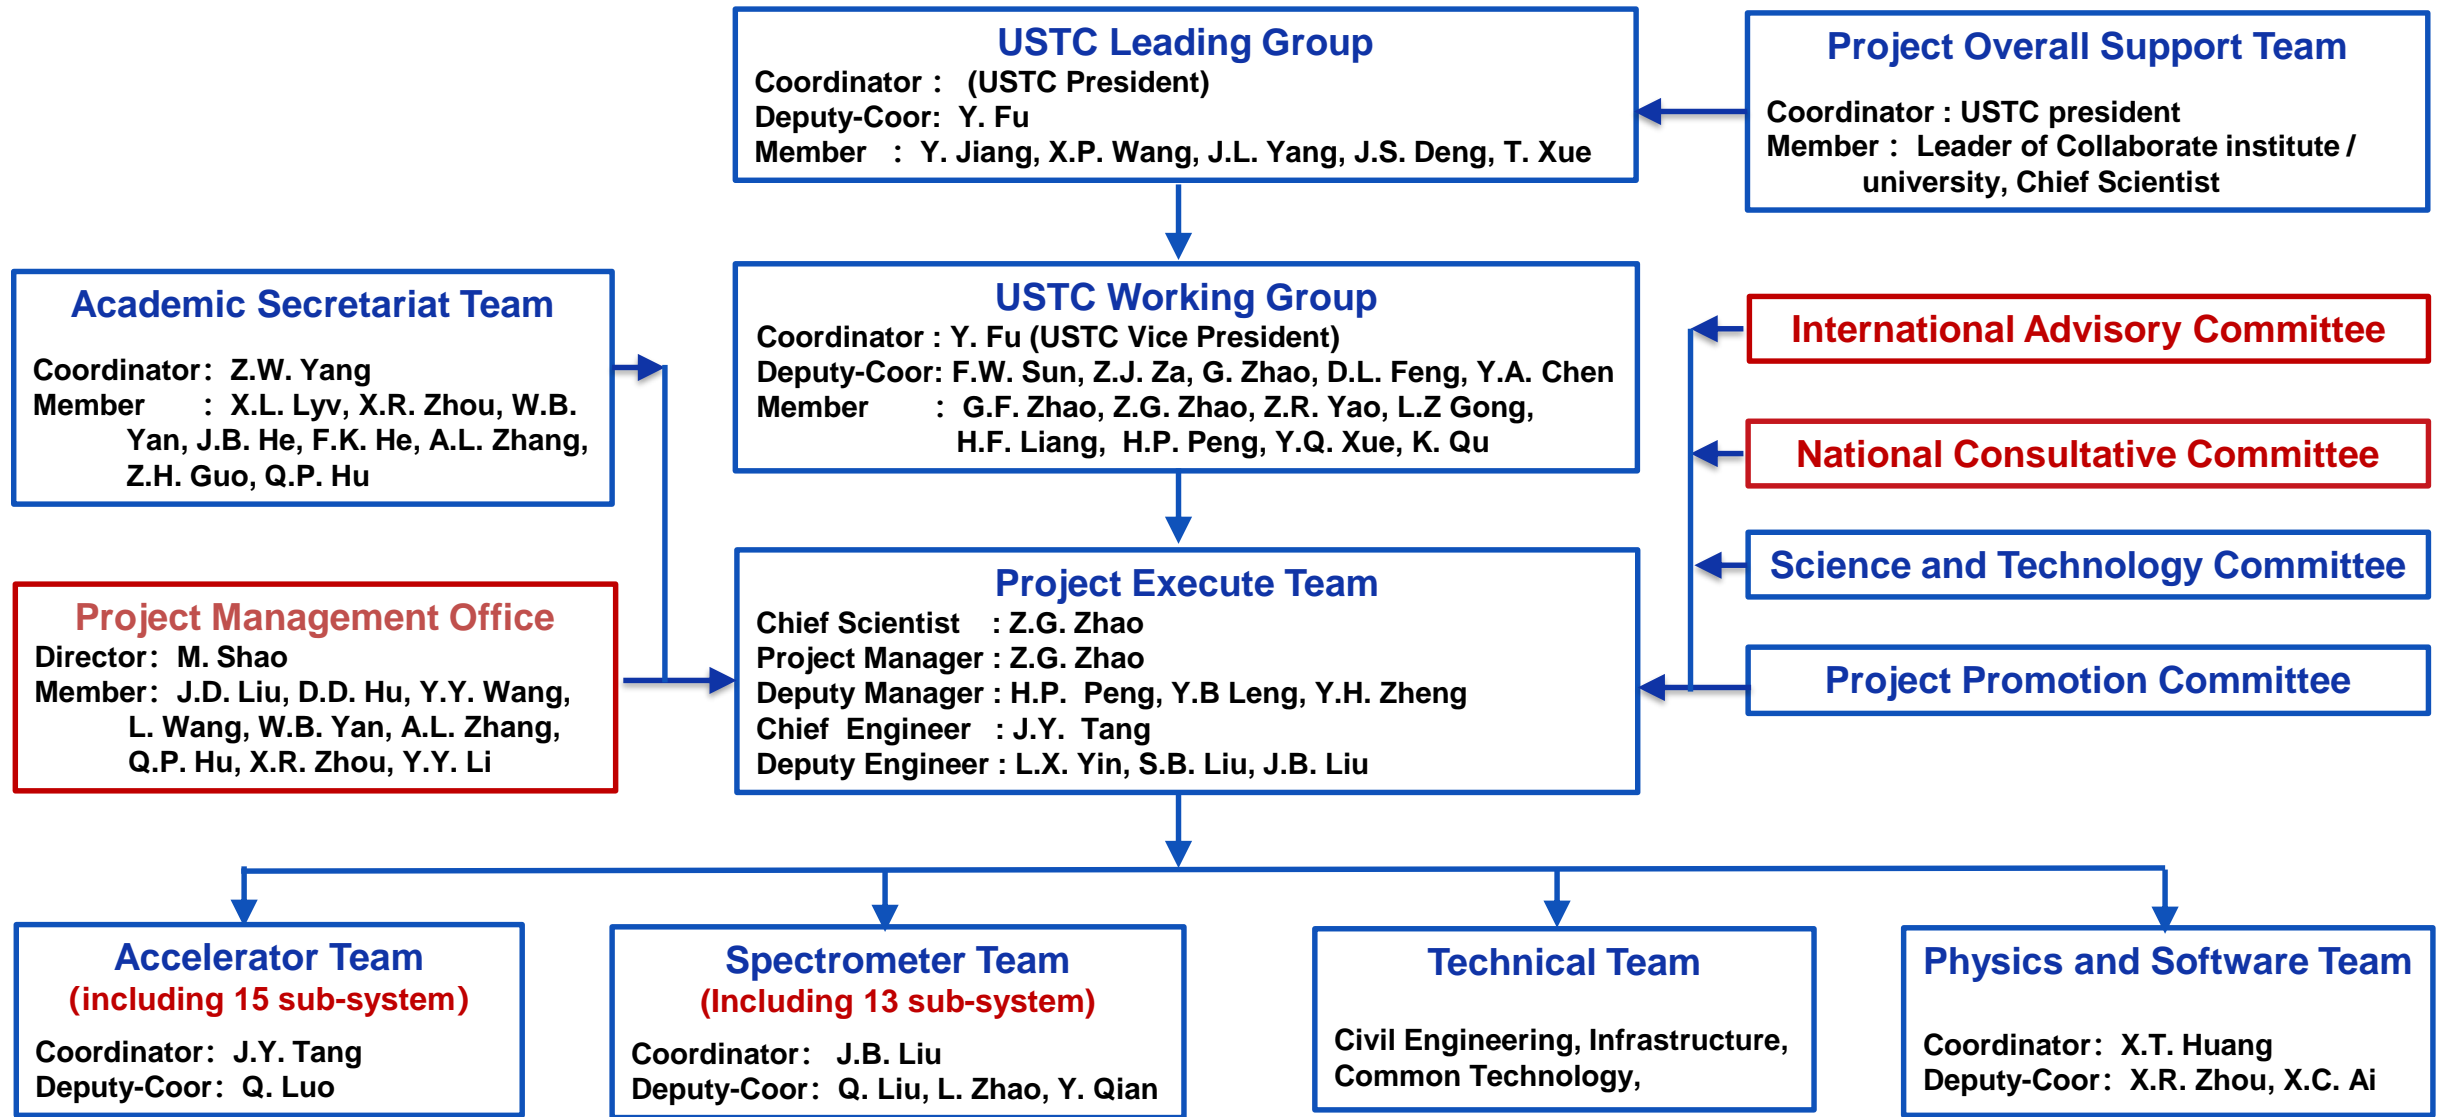 USTC Leading Group
Coordinator： (USTC President)
Deputy-Coor: Y. Fu
Member ：Y. Jiang, X.P. Wang, J.L. Yang, J.S. Deng, T. Xue
Project Overall Support Team
Coordinator : USTC president
Member：Leader of Collaborate institute /
university, Chief Scientist
Academic Secretariat Team
Coordinator：Z.W. Yang
Member ：X.L. Lyv, X.R. Zhou, W.B.
Yan, J.B. He, F.K. He, A.L. Zhang,
Z.H. Guo, Q.P. Hu
USTC Working Group
Coordinator : Y. Fu (USTC Vice President)
Deputy-Coor: F.W. Sun, Z.J. Za, G. Zhao, D.L. Feng, Y.A. Chen
Member ：G.F. Zhao, Z.G. Zhao, Z.R. Yao, L.Z Gong,
H.F. Liang, H.P. Peng, Y.Q. Xue, K. Qu
International Advisory Committee
National Consultative Committee
Science and Technology Committee
Project Promotion Committee
Project Management Office
Director：M. Shao
Member：J.D. Liu, D.D. Hu, Y.Y. Wang,
L. Wang, W.B. Yan, A.L. Zhang,
Q.P. Hu, X.R. Zhou, Y.Y. Li
Project Execute Team
Chief Scientist : Z.G. Zhao
Project Manager : Z.G. Zhao
Deputy Manager : H.P. Peng, Y.B Leng, Y.H. Zheng
Chief Engineer : J.Y. Tang
Deputy Engineer : L.X. Yin, S.B. Liu, J.B. Liu
Accelerator Team
（including 15 sub-system）
Coordinator：J.Y. Tang
Deputy-Coor：Q. Luo
Spectrometer Team
(Including 13 sub-system)
Coordinator： J.B. Liu
Deputy-Coor：Q. Liu, L. Zhao, Y. Qian
Technical Team
Civil Engineering, Infrastructure,
Common Technology,
Physics and Software Team
Coordinator：X.T. Huang
Deputy-Coor：X.R. Zhou, X.C. Ai